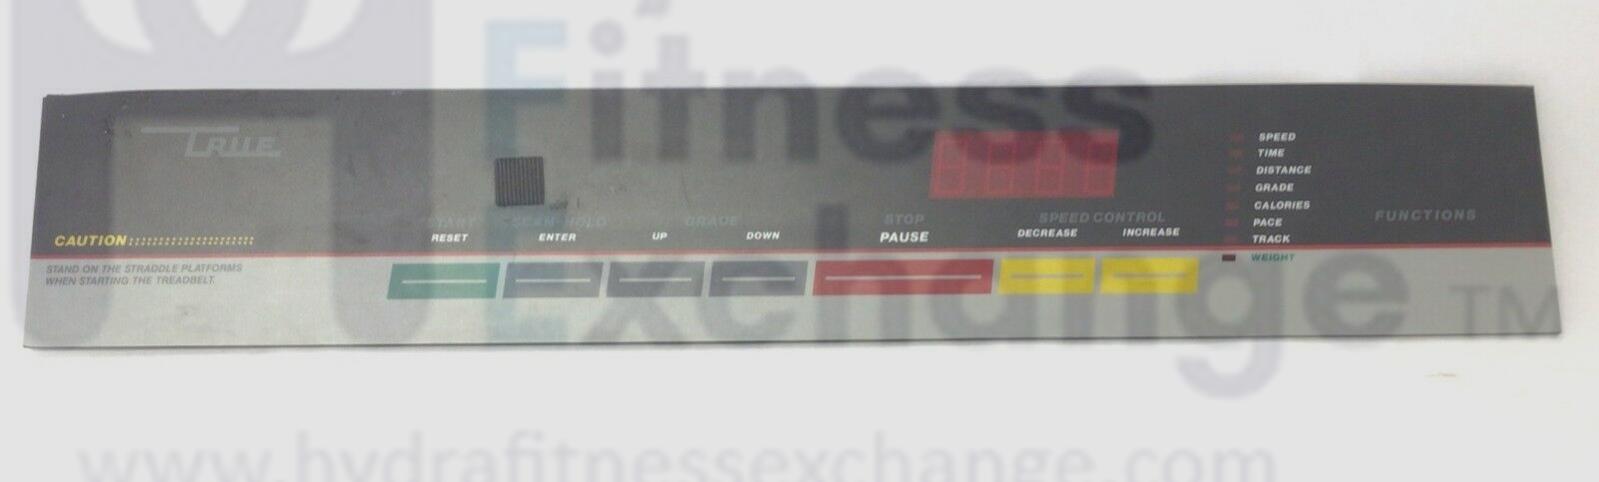 Fitness
Exchange TM
www.hydrafitnessexchange.com
TRUE
CAUTION
STAND ON THE STRADDLE PLATFORMS
WHEN STARTING THE TREADBELT.
START
RESET
SCAN HOLD
ENTER
GRADE
UP DOWN
STOP
PAUSE
SPEED CONTROL
DECREASE INCREASE
SPEED
TIME
DISTANCE
GRADE
CALORIES
PACE
TRACK
WEIGHT
FUNCTIONS